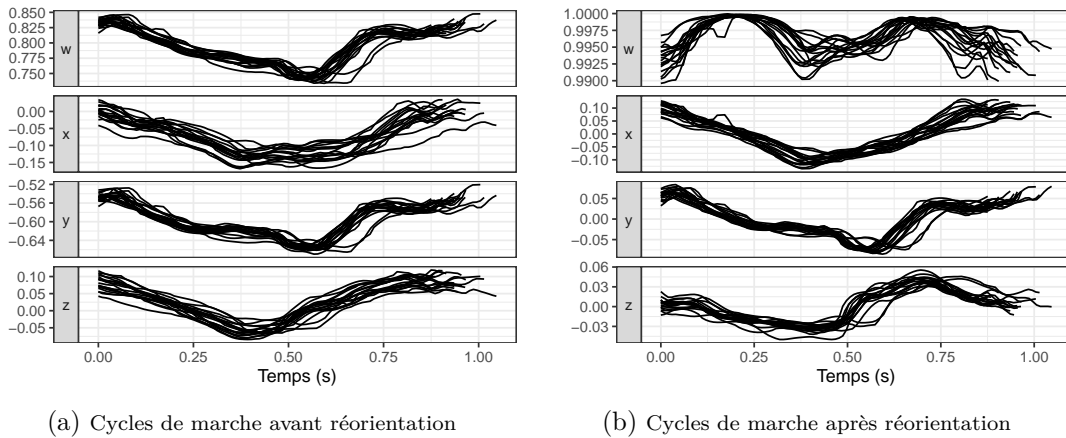 0.850
0.825
0.800
0.775
0.750
w
0.00
−0.05
−0.10
−0.15
x
−0.52
−0.56
−0.60
−0.64
y
0.10
0.05
0.00
−0.05
z
0.00 0.25 0.50 0.75 1.00
Temps (s)
(a) Cycles de marche avant réorientation
1.0000
0.9975
0.9950
0.9925
0.9900
w
0.10
0.05
0.00
−0.05
−0.10
x
0.05
0.00
−0.05
y
0.06
0.03
0.00
−0.03
z
0.00 0.25 0.50 0.75 1.00
Temps (s)
(b) Cycles de marche après réorientation